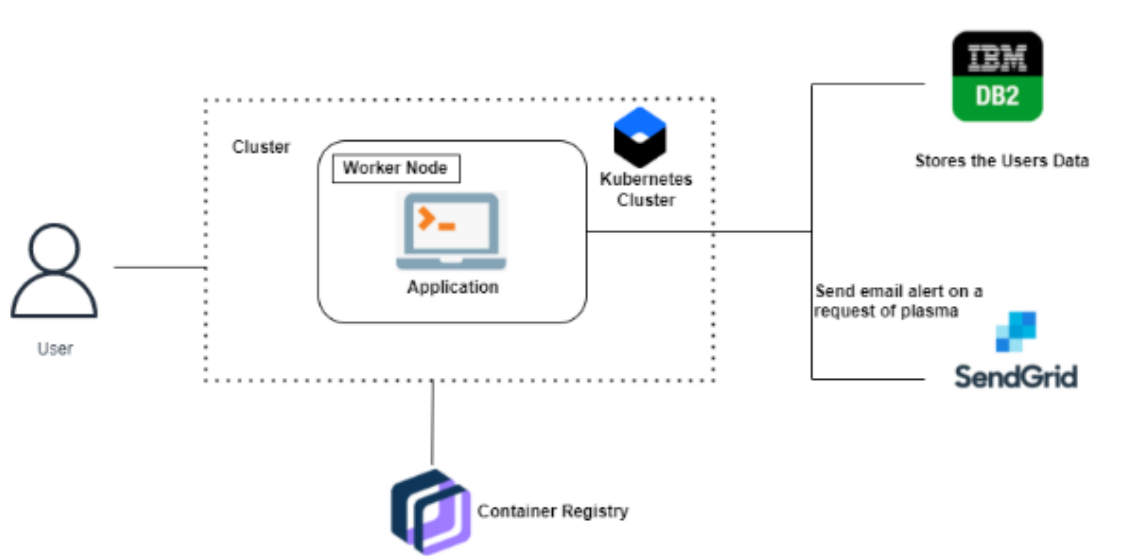 IBM
DB2
Stores the Users Data
Cluster
Worker Node
Kubernetes
Cluster
Application
User
Send email alert on a
request of plasma
SendGrid
Container Registry